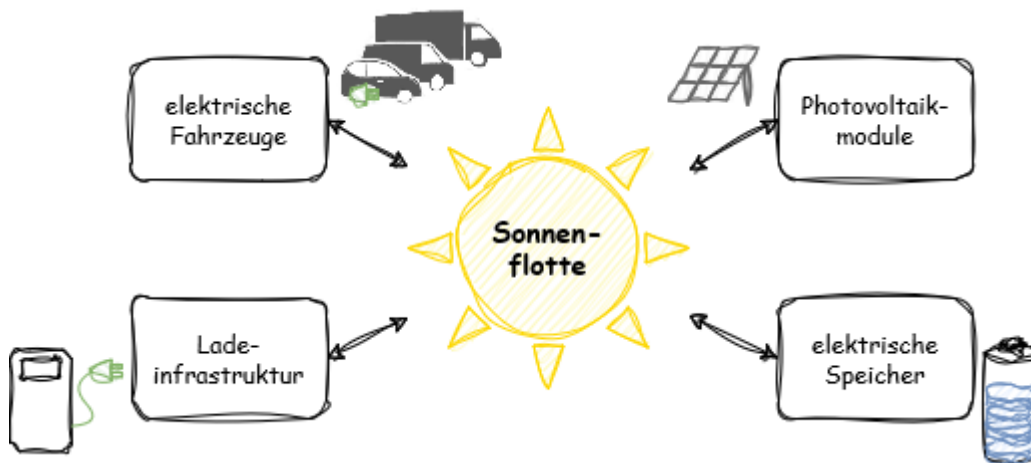 elektrische
Fahrzeuge
Photovoltaik-
module
Sonnen-
flotte
Lade-
infrastruktur
elektrische
Speicher